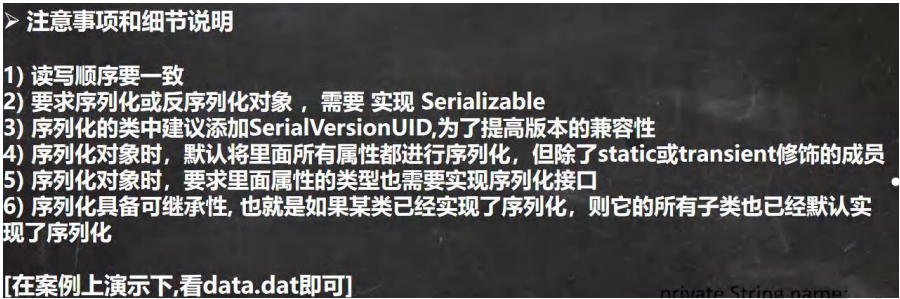 ➢ 注意事项和细节说明
1) 读写顺序要一致
2) 要求序列化或反序列化对象 ，需要 实现 Serializable
3) 序列化的类中建议添加SerialVersionUID,为了提高版本的兼容性
4) 序列化对象时，默认将里面所有属性都进行序列化，但除了static或transient修饰的成员
5) 序列化对象时，要求里面属性的类型也需要实现序列化接口
6) 序列化具备可继承性, 也就是如果某类已经实现了序列化，则它的所有子类也已经默认实
现了序列化
[在案例上演示下,看data.dat即可]
private String name;